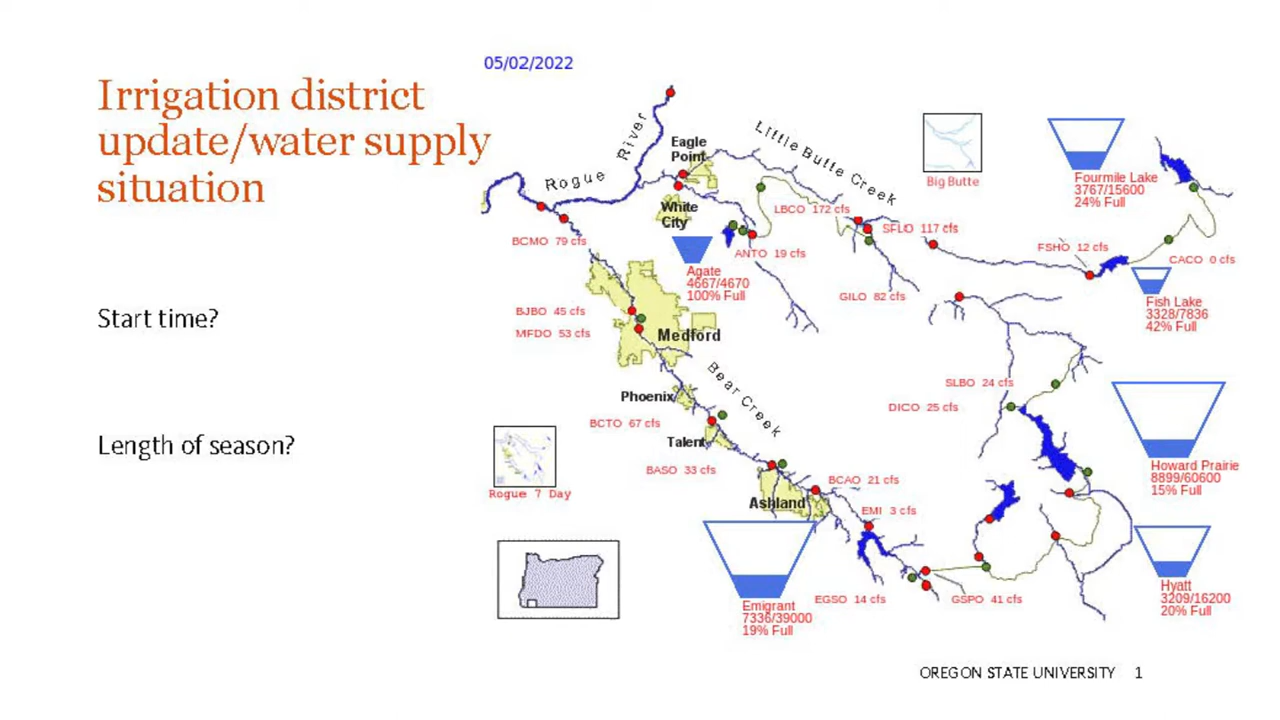 05/02/2022
Irrigation district
update/water supply
situation
Start time?
Length of season?
Rogue River
Eagle
Point
Little Butte Creek
Big Butte
Fourmile Lake
3767/15600
24% Full
White
City
LBCO 172 cfs
SFLO 117 cfs
BCMO 79 cfs
ANTO 19 cfs
FSHO 12 cfs
CACO 0 cfs
Agate
4667/4670
100% Full
GILO 82 cfs
Fish Lake
3328/7836
42% Full
BJBO 45 cfs
MFDO 53 cfs
Medford
Bear Creek
SLBO 24 cfs
DICO 25 cfs
Phoenix
BCTO 67 cfs
Talent
BASO 33 cfs
Howard Prairie
8899/60600
15% Full
BCAO 21 cfs
Rogue 7 Day
Ashland
EMI 3 cfs
Emigrant
7336/39000
19% Full
EGSO 14 cfs
GSPO 41 cfs
Hyatt
3209/16200
20% Full
OREGON STATE UNIVERSITY 1